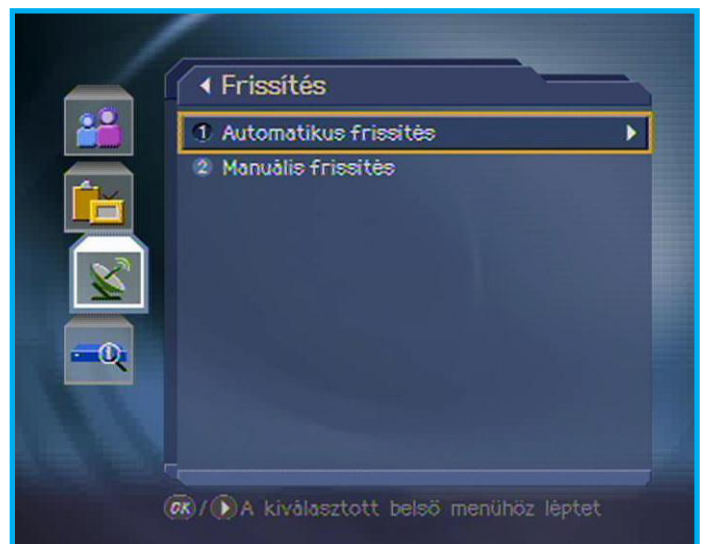 Frissítés
1 Automatikus frissítés
2 Manuális frissítés
OK / A kiválasztott belső menühöz léptet